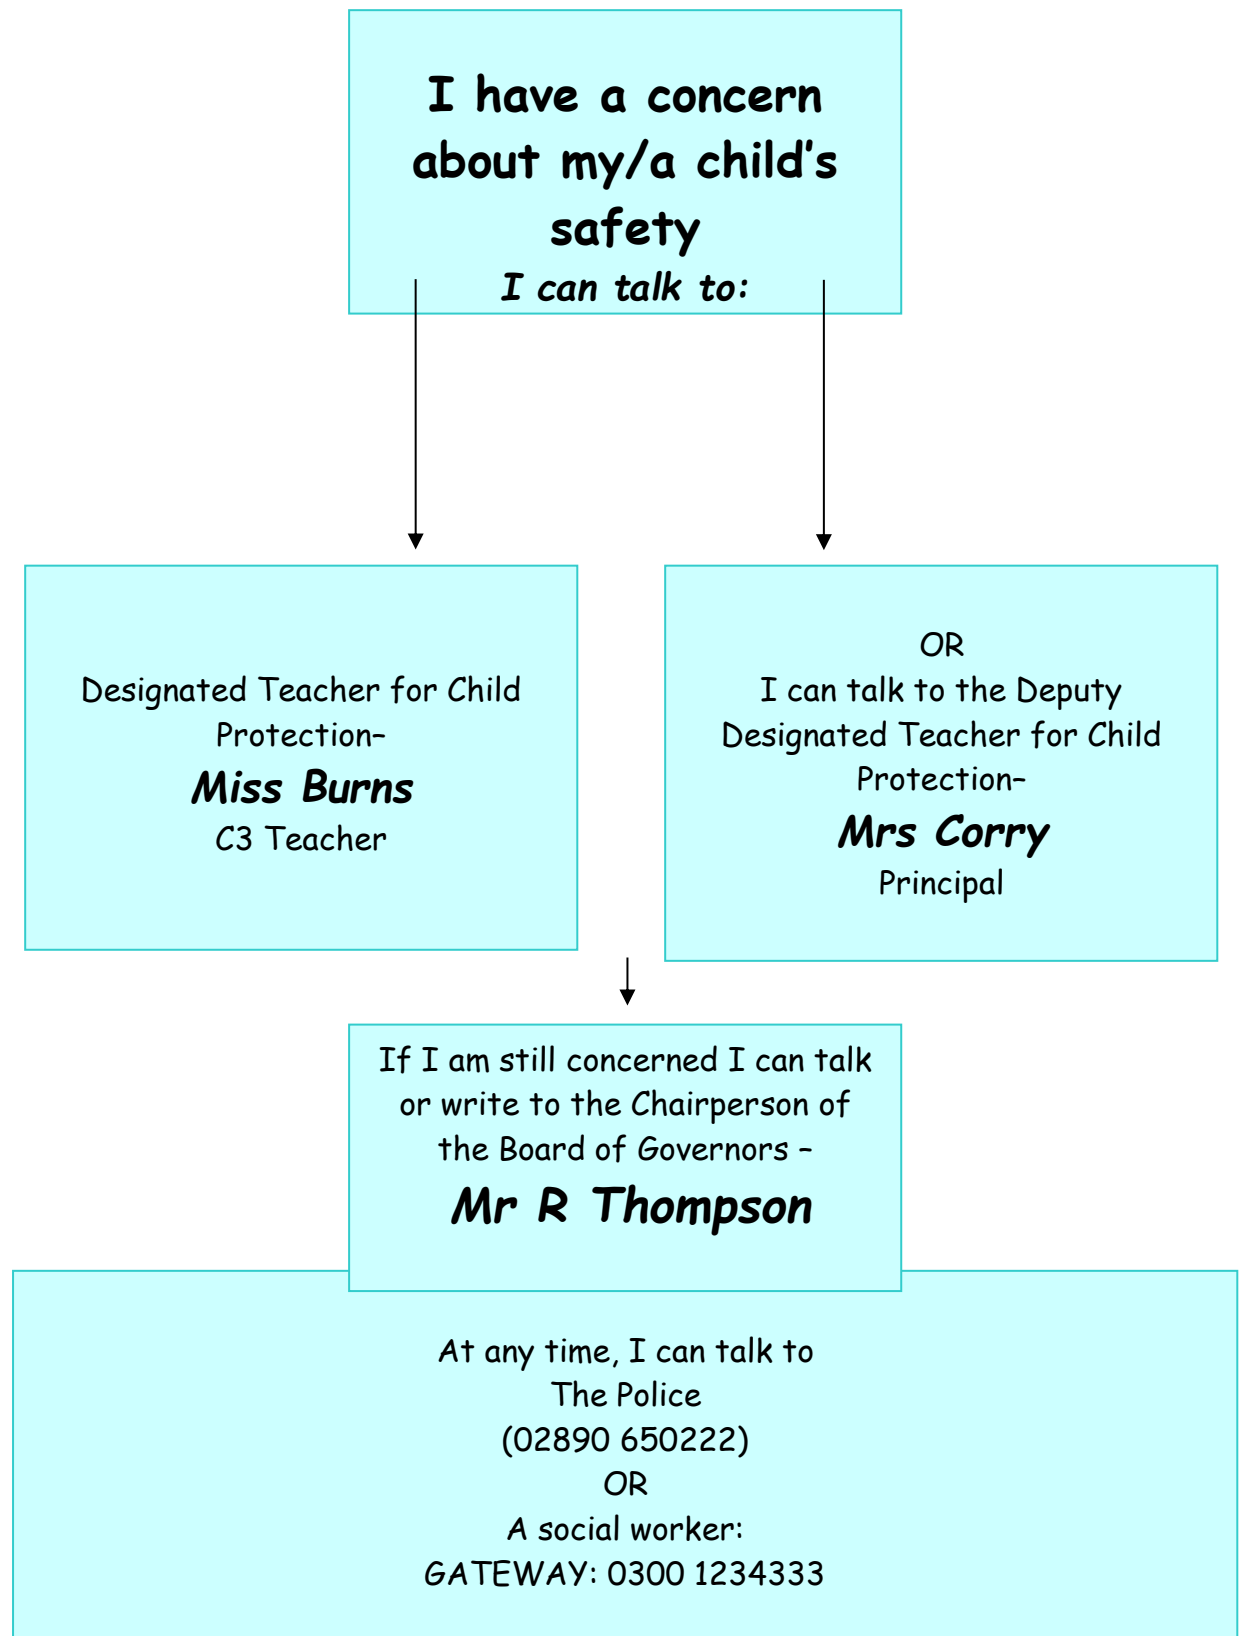 I have a concern
about my/a child's
safety
I can talk to:
Designated Teacher for Child
Protection–
Miss Burns
C3 Teacher
OR
I can talk to the Deputy
Designated Teacher for Child
Protection–
Mrs Corry
Principal
If I am still concerned I can talk
or write to the Chairperson of
the Board of Governors –
Mr R Thompson
At any time, I can talk to
The Police
(02890 650222)
OR
A social worker:
GATEWAY: 0300 1234333